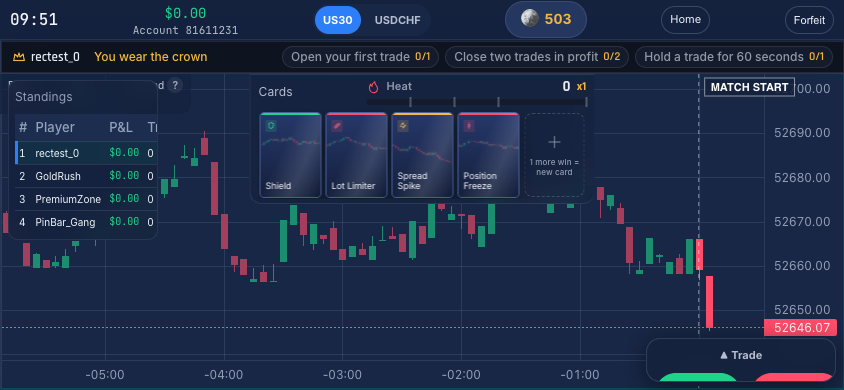 09:51
$0.00
Account 81611231
US30
USDCHF
503
Home
Forfeit
rectest_0
You wear the crown
Open your first trade 0/1
Close two trades in profit 0/2
Hold a trade for 60 seconds 0/1
?
Standings
# Player P&L
1 rectest_0 $0.00 0
2 GoldRush $0.00 0
3 PremiumZone $0.00 0
4 PinBar_Gang $0.00 0
Cards
Heat
0 x1
Shield
Lot Limiter
Spread
Spike
Position
Freeze
+
1 more win =
new card
MATCH START
52690.00
52680.00
52670.00
52660.00
52650.00
52646.07
-05:00
-04:00
-03:00
-02:00
-01:00
▲ Trade